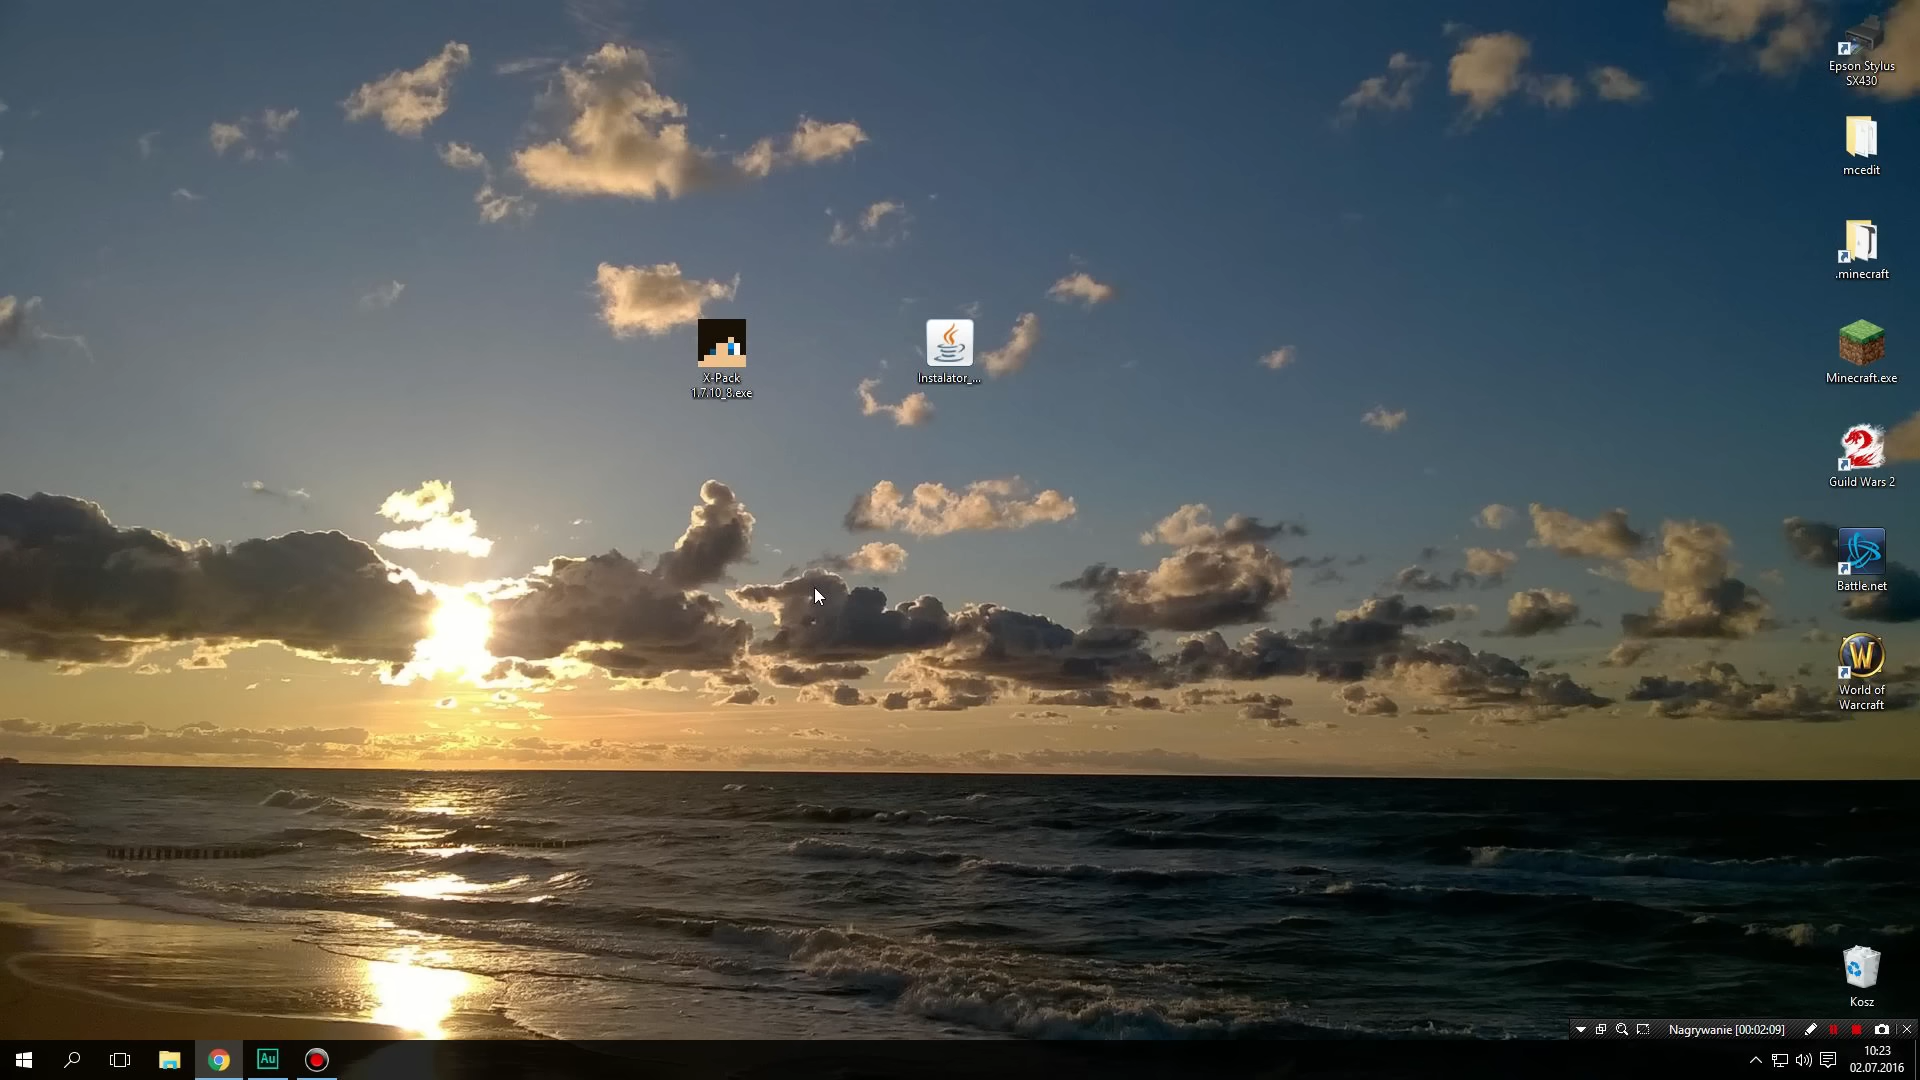 Epson Stylus
SX430
mcedit
.minecraft
X-Pack
1.7.10_8.exe
Instalator_...
Minecraft.exe
Guild Wars 2
Battle.net
W
World of
Warcraft
Kosz
Nagrywanie [00:02:09]
Au
10:23
02.07.2016